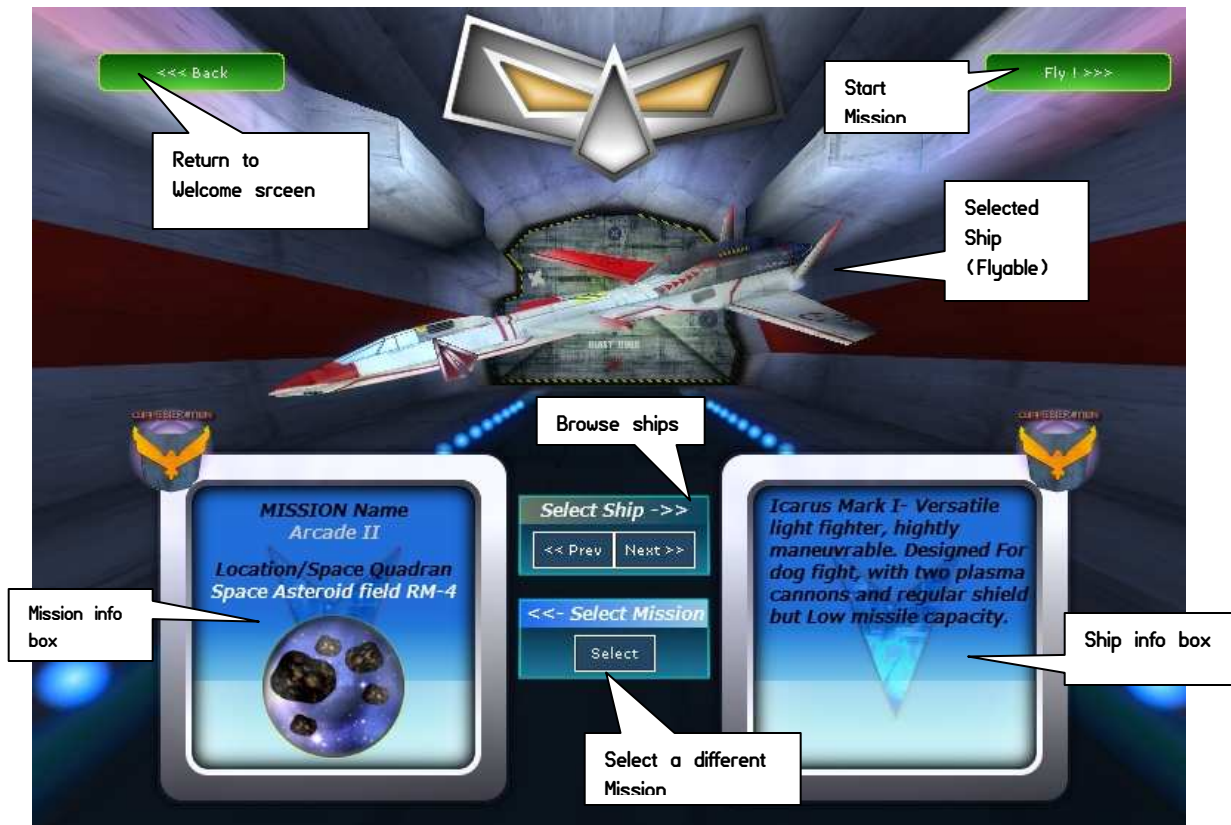 <<< Back
Fly ! >>>
Start
Mission
Return to
Welcome srceen
Selected
Ship
(Flyable)
Browse ships
MISSION Name
Arcade II
Location/Space Quadran
Space Asteroid field RM-4
Mission info
box
Select Ship ->>
<< Prev
Next >>
<<- Select Mission
Select
Select a different
Mission
Icarus Mark I- Versatile
light fighter, hightly
maneuvrable. Designed For
dog fight, with two plasma
cannons and regular shield
but Low missile capacity.
Ship info box